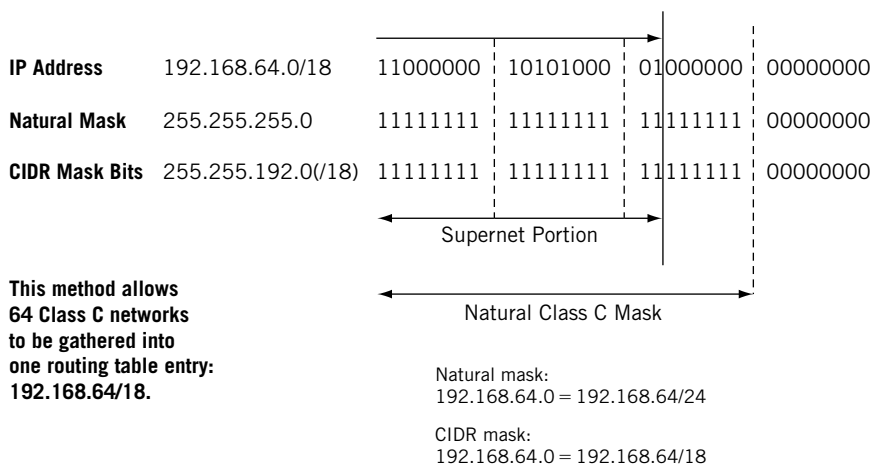 IP Address 192.168.64.0/18 11000000 10101000 01000000 00000000
Natural Mask 255.255.255.0 11111111 11111111 11111111 00000000
CIDR Mask Bits 255.255.192.0(/18) 11111111 11111111 11111111 00000000
Supernet Portion
This method allows
64 Class C networks
to be gathered into
one routing table entry:
192.168.64/18.
Natural Class C Mask
Natural mask:
192.168.64.0 = 192.168.64/24
CIDR mask:
192.168.64.0 = 192.168.64/18